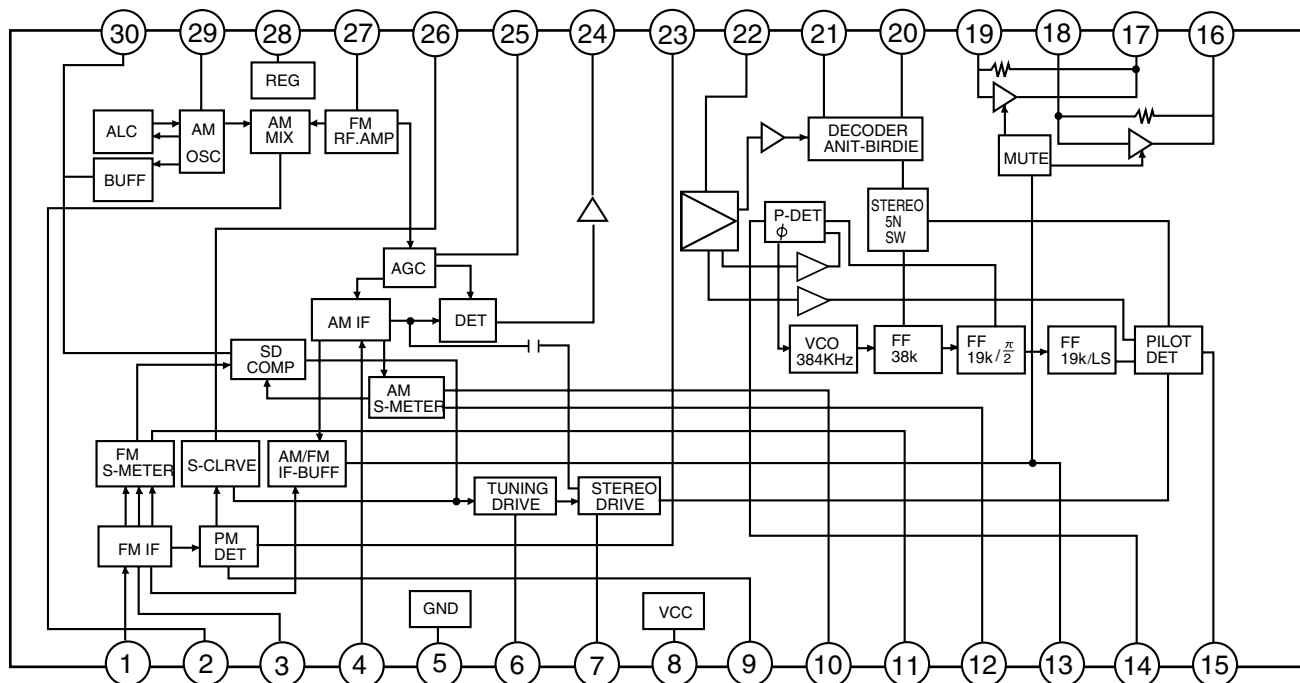 30 29 28 27 26 25 24 23 22 21 20 19 18 17 16
REG
ALC
AM
OSC
AM
MIX
FM
RF.AMP
BUFF
DECODER
ANIT-BIRDIE
MUTE
STEREO
5N
SW
P-DET
ϕ
AGC
AM IF
DET
SD
COMP
AM
S-METER
VCO
384KHz
FF
38k
FF
19k/π/2
FF
19k/LS
PILOT
DET
FM
S-METER
S-CLRVE
AM/FM
IF-BUFF
TUNING
DRIVE
STEREO
DRIVE
FM IF
PM
DET
GND
VCC
1 2 3 4 5 6 7 8 9 10 11 12 13 14 15